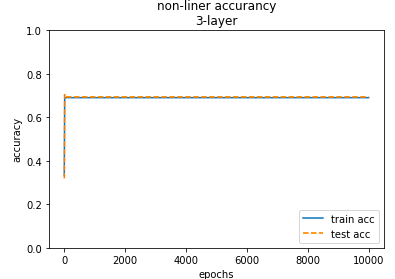 non-liner accurancy
3-layer
1.0
0.8
0.6
0.4
0.2
0.0
accuracy
train acc
test acc
0 2000 4000 6000 8000 10000
epochs